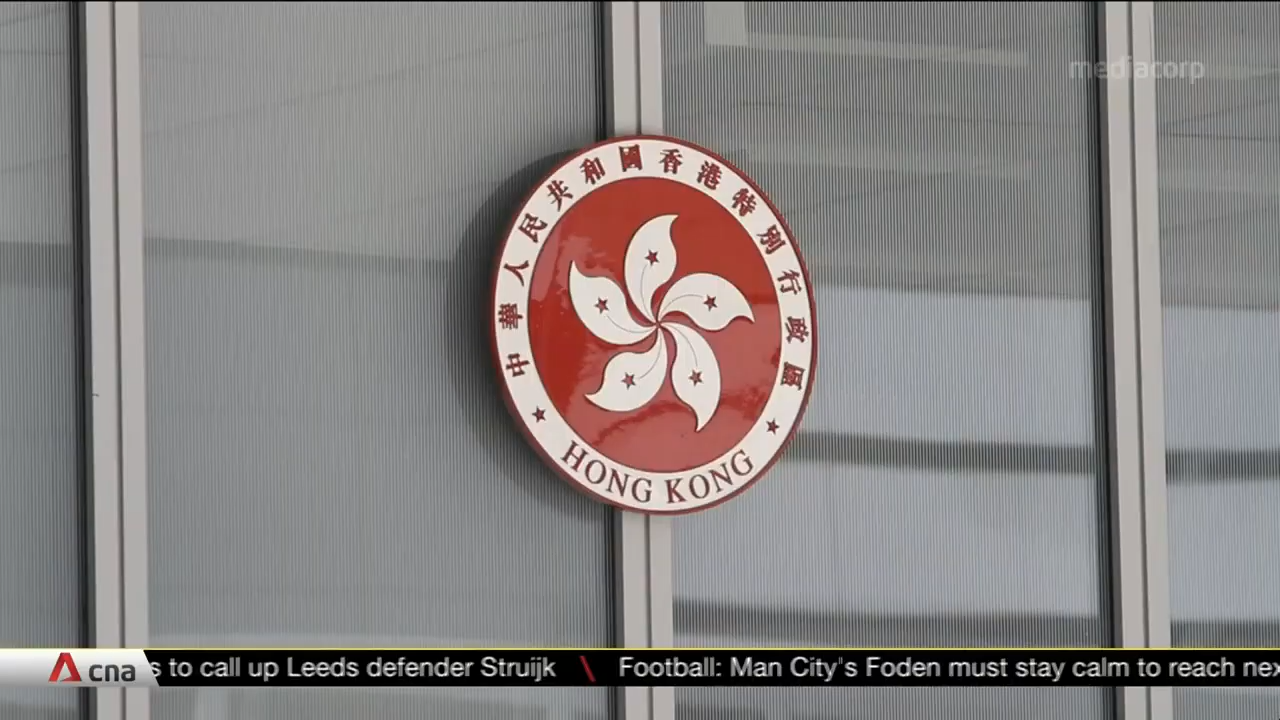 mediacorp
中華人民共和國香港特別行政區
HONG KONG
cna
s to call up Leeds defender Struijk \ Football: Man City's Foden must stay calm to reach nex